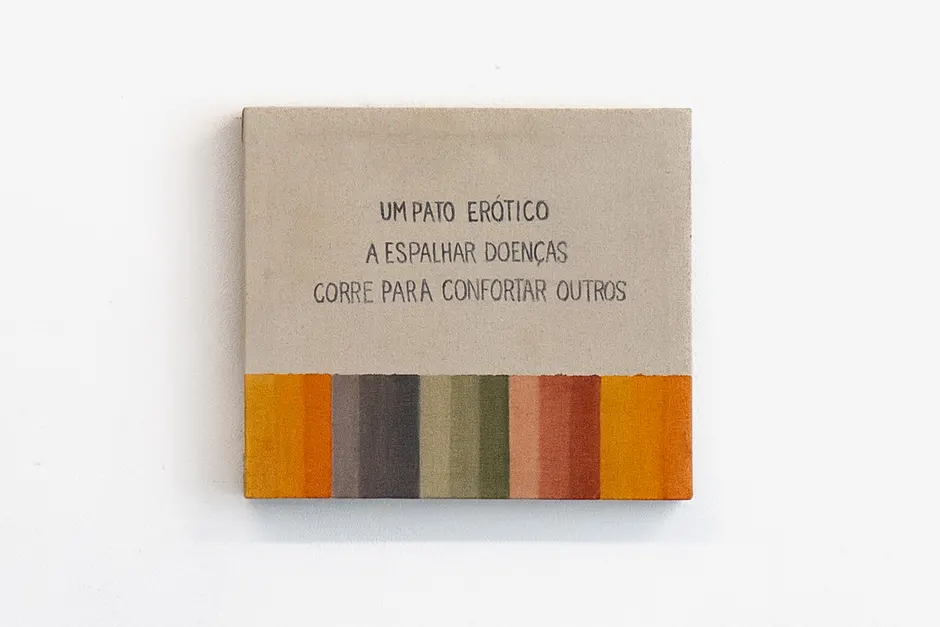 UM PATO ERÓTICO
A ESPALHAR DOENÇAS
CORRE PARA CONFORTAR OUTROS